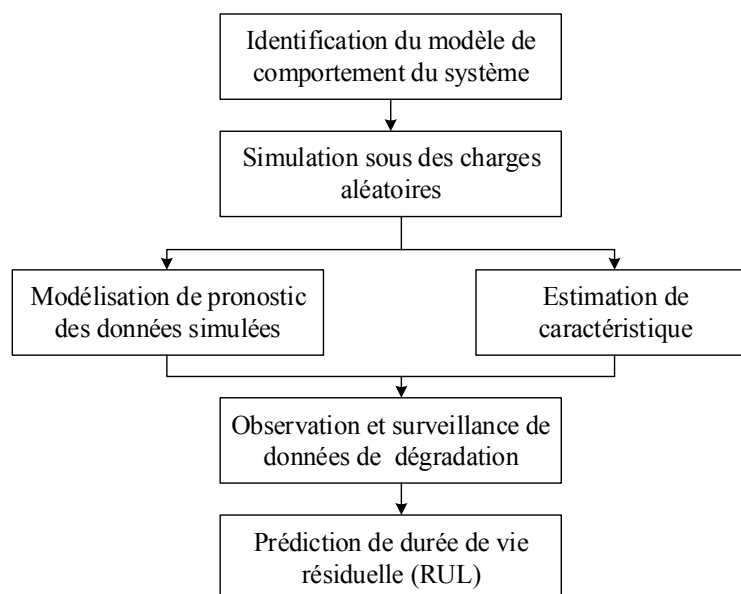 Identification du modèle de
comportement du système
Simulation sous des charges
aléatoires
Modélisation de pronostic
des données simulées
Estimation de
caractéristique
Observation et surveillance de
données de dégradation
Prédiction de durée de vie
résiduelle (RUL)